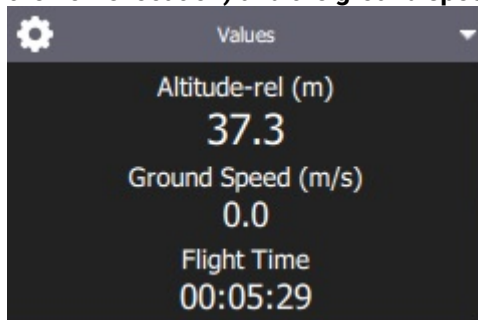 Values
Altitude-rel (m)
37.3
Ground Speed (m/s)
0.0
Flight Time
00:05:29